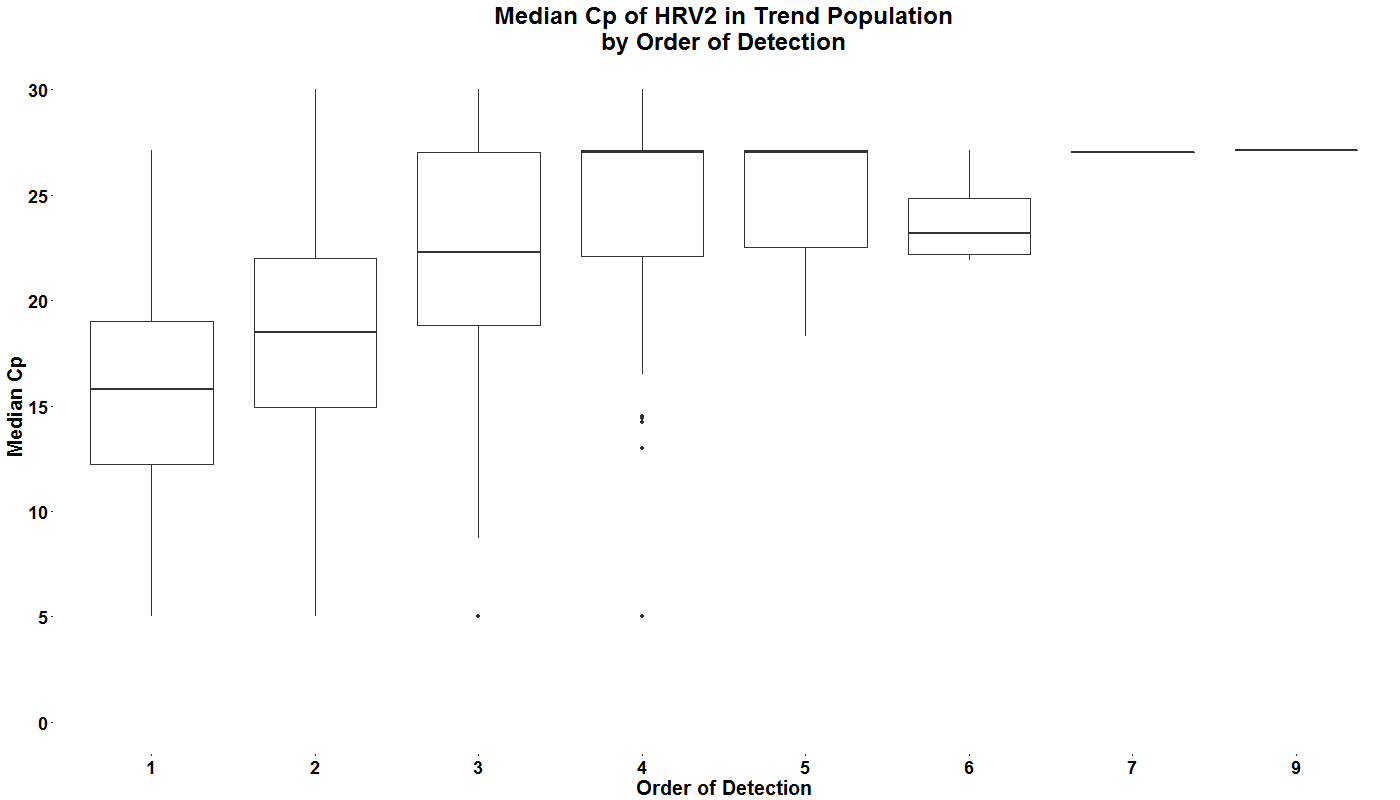 Median Cp of HRV2 in Trend Population
by Order of Detection
Median Cp
30
25
20
15
10
5
0
1 2 3 4 5 6 7 9
Order of Detection